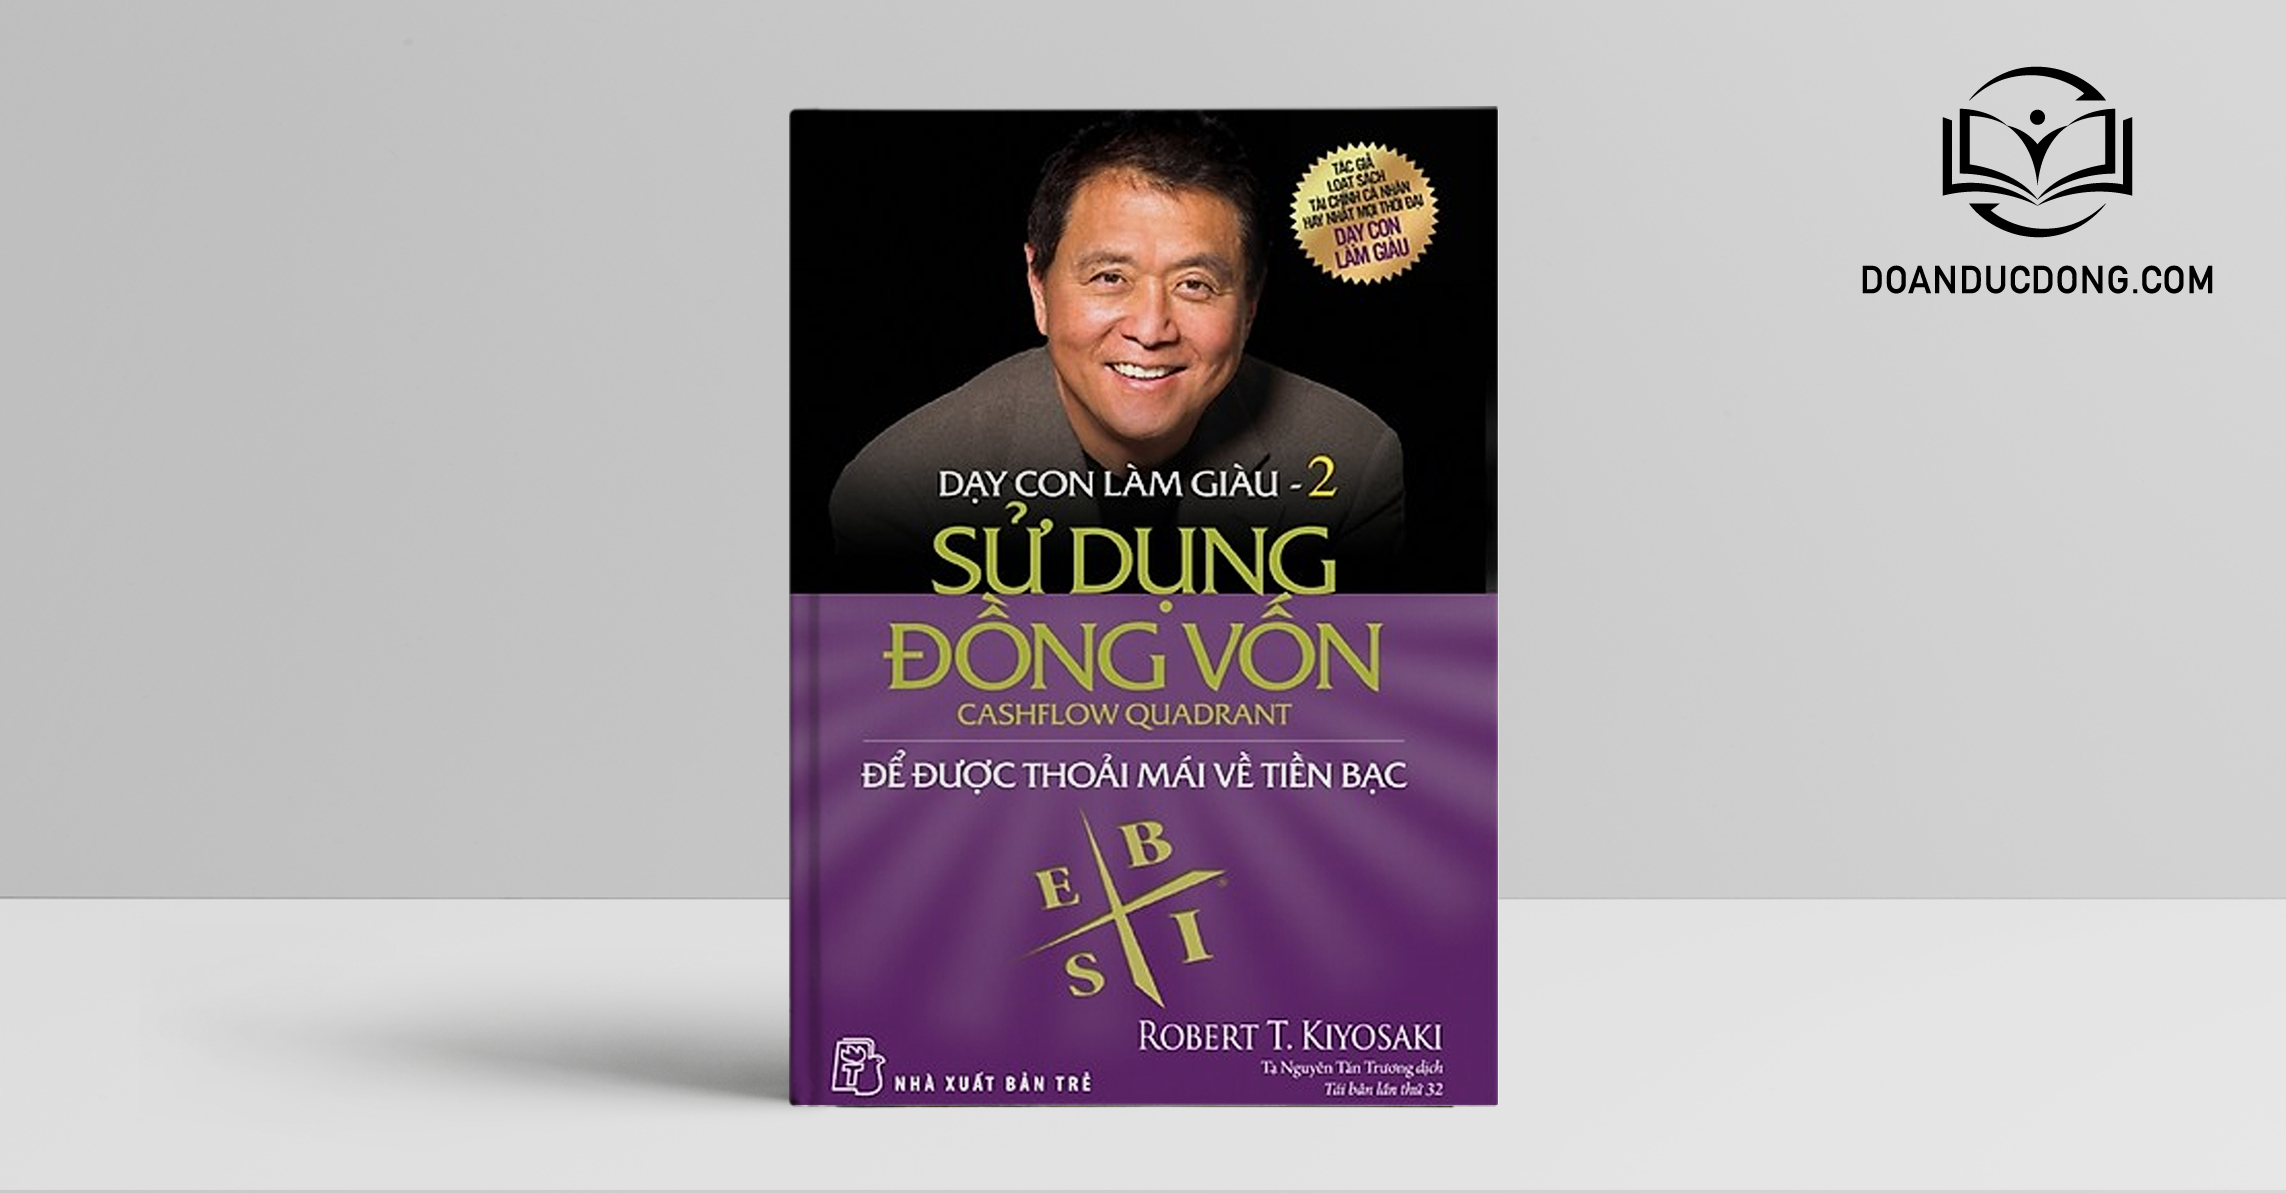 DOANDUCDONG.COM
TÁC GIẢ
LOẠT SÁCH
TÀI CHÍNH CÁ NHÂN
HAY NHẤT MỌI THỜI ĐẠI
DẠY CON
LÀM GIÀU
DẠY CON LÀM GIÀU - 2
SỬ DỤNG
ĐỒNG VỐN
CASHFLOW QUADRANT
ĐỂ ĐƯỢC THOẢI MÁI VỀ TIỀN BẠC
E B
S I
ROBERT T. KIYOSAKI
Tạ Nguyễn Tấn Trương dịch
Tái bản lần thứ 32
NHÀ XUẤT BẢN TRẺ